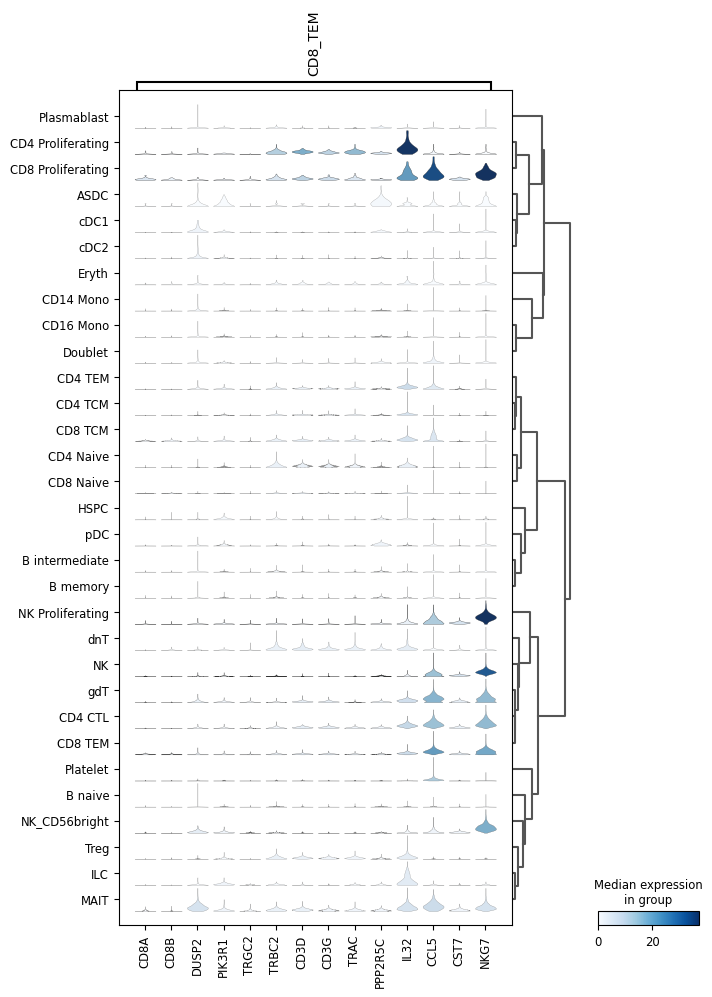 CD8_TEM
Plasmablast
CD4 Proliferating
CD8 Proliferating
ASDC
cDC1
cDC2
Eryth
CD14 Mono
CD16 Mono
Doublet
CD4 TEM
CD4 TCM
CD8 TCM
CD4 Naive
CD8 Naive
HSPC
pDC
B intermediate
B memory
NK Proliferating
dnT
NK
gdT
CD4 CTL
CD8 TEM
Platelet
B naive
NK_CD56bright
Treg
ILC
MAIT
CD8A
CD8B
DUSP2
PIK3R1
TRGC2
TRBC2
CD3D
CD3G
TRAC
PPP2R5C
IL32
CCL5
CST7
NKG7
Median expression
in group
0 20